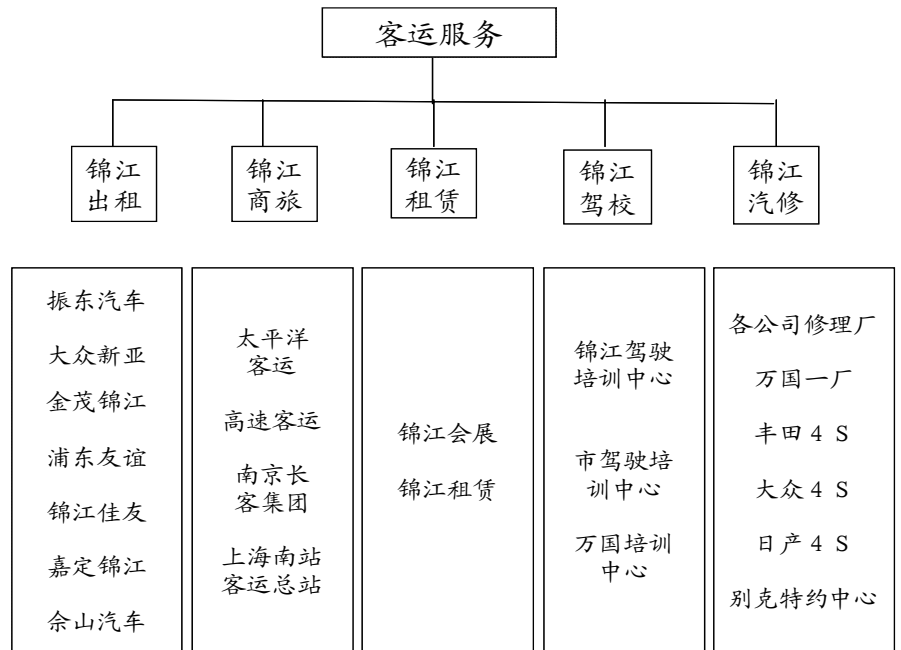 客运服务
锦江
出租
锦江
商旅
锦江
租赁
锦江
驾校
锦江
汽修
振东汽车
大众新亚
金茂锦江
浦东友谊
锦江佳友
嘉定锦江
佘山汽车
太平洋
客运
高速客运
南京长
客集团
上海南站
客运总站
锦江会展
锦江租赁
锦江驾驶
培训中心
市驾驶培
训中心
万国培训
中心
各公司修理厂
万国一厂
丰田4 S
大众4 S
日产4 S
别克特约中心